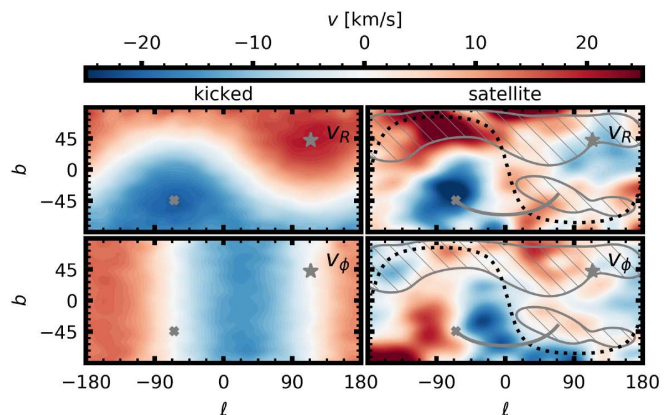 v [km/s]
−20 −10 0 10 20
kicked satellite
b 45 0 −45 v_R v_R
b 45 0 −45 v_ϕ v_ϕ
−180 −90 0 90 180 −90 0 90 180
ℓ ℓ